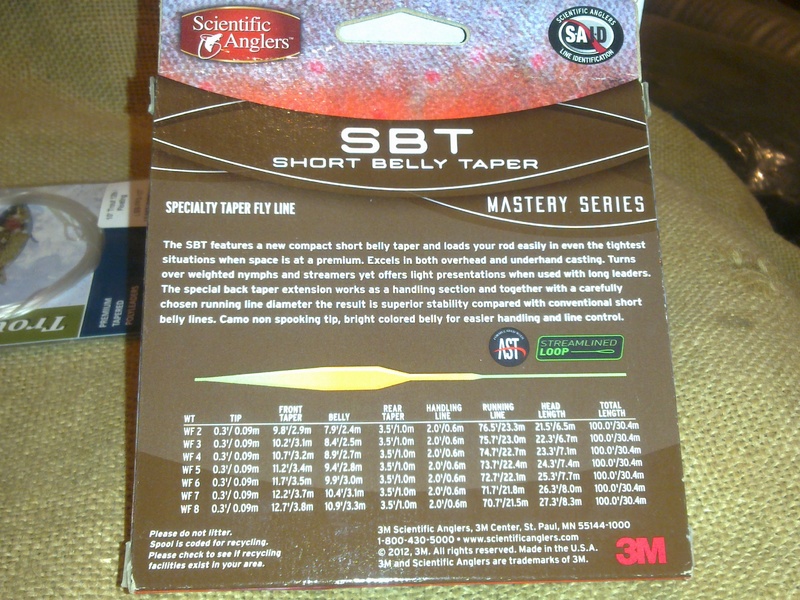 Scientific
Anglers™
SCIENTIFIC ANGLERS
SA ID
LINE IDENTIFICATION
SBT
SHORT BELLY TAPER
SPECIALTY TAPER FLY LINE
MASTERY SERIES
The SBT features a new compact short belly taper and loads your rod easily in even the tightest
situations when space is at a premium. Excels in both overhead and underhand casting. Turns
over weighted nymphs and streamers yet offers light presentations when used with long leaders.
The special back taper extension works as a handling section and together with a carefully
chosen running line diameter the result is superior stability compared with conventional short
belly lines. Camo non spooking tip, bright colored belly for easier handling and line control.
AST
STREAMLINED
LOOP
WT TIP FRONT TAPER BELLY REAR TAPER HANDLING LINE RUNNING LINE HEAD LENGTH TOTAL LENGTH
WF 2 0.3'/ 0.09m 9.8'/2.9m 7.9'/2.4m 3.5'/1.0m 2.0'/0.6m 76.5'/23.3m 21.5'/6.5m 100.0'/30.4m
WF 3 0.3'/ 0.09m 10.2'/3.1m 8.4'/2.5m 3.5'/1.0m 2.0'/0.6m 75.7'/23.0m 22.3'/6.7m 100.0'/30.4m
WF 4 0.3'/ 0.09m 10.7'/3.2m 8.9'/2.7m 3.5'/1.0m 2.0'/0.6m 74.7'/22.7m 23.3'/7.1m 100.0'/30.4m
WF 5 0.3'/ 0.09m 11.2'/3.4m 9.4'/2.8m 3.5'/1.0m 2.0'/0.6m 73.7'/22.4m 24.3'/7.4m 100.0'/30.4m
WF 6 0.3'/ 0.09m 11.7'/3.5m 9.9'/3.0m 3.5'/1.0m 2.0'/0.6m 72.7'/22.1m 25.3'/7.7m 100.0'/30.4m
WF 7 0.3'/ 0.09m 12.2'/3.7m 10.4'/3.1m 3.5'/1.0m 2.0'/0.6m 71.7'/21.8m 26.3'/8.0m 100.0'/30.4m
WF 8 0.3'/ 0.09m 12.7'/3.8m 10.9'/3.3m 3.5'/1.0m 2.0'/0.6m 70.7'/21.5m 27.3'/8.3m 100.0'/30.4m
Please do not litter.
Spool is coded for recycling.
Please check to see if recycling
facilities exist in your area.
3M Scientific Anglers, 3M Center, St. Paul, MN 55144-1000
1-800-430-5000 • www.scientificanglers.com
© 2012, 3M. All rights reserved. Made in the U.S.A.
3M and Scientific Anglers are trademarks of 3M.
3M
PREMIUM
TAPERED
POLYLEADERS